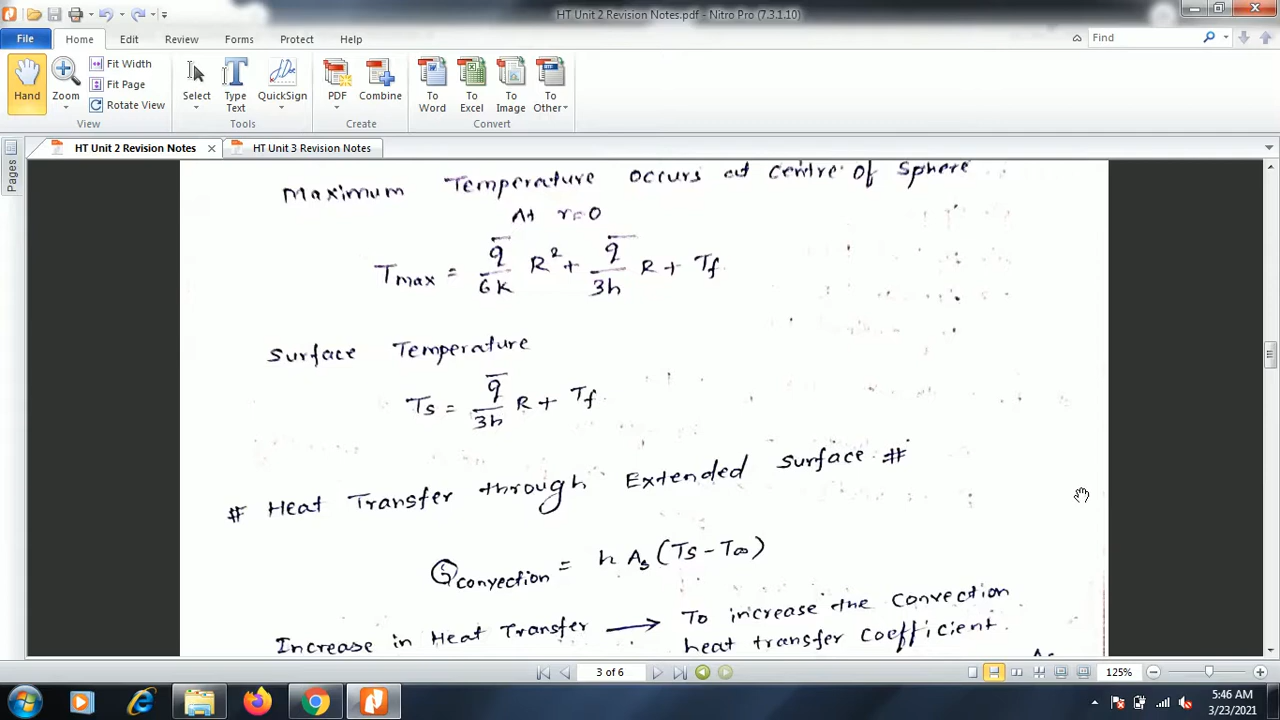 HT Unit 2 Revision Notes.pdf - Nitro Pro (7.3.1.10)
File Home Edit Review Forms Protect Help Find
Hand Zoom Fit Width Fit Page Rotate View Select Type Text QuickSign PDF Combine To Word To Excel To Image To Other
View Tools Create Convert
HT Unit 2 Revision Notes HT Unit 3 Revision Notes
Pages
Maximum Temperature occurs at centre of sphere
At r=0
Tmax = q̄/6K R² + q̄/3h R + Tf
Surface Temperature
Ts = q̄/3h R + Tf
# Heat Transfer through Extended Surface #
Qconvection = h As (Ts - T∞)
Increase in Heat Transfer → To increase the convection
heat transfer coefficient.
3 of 6 125%
5:46 AM
3/23/2021